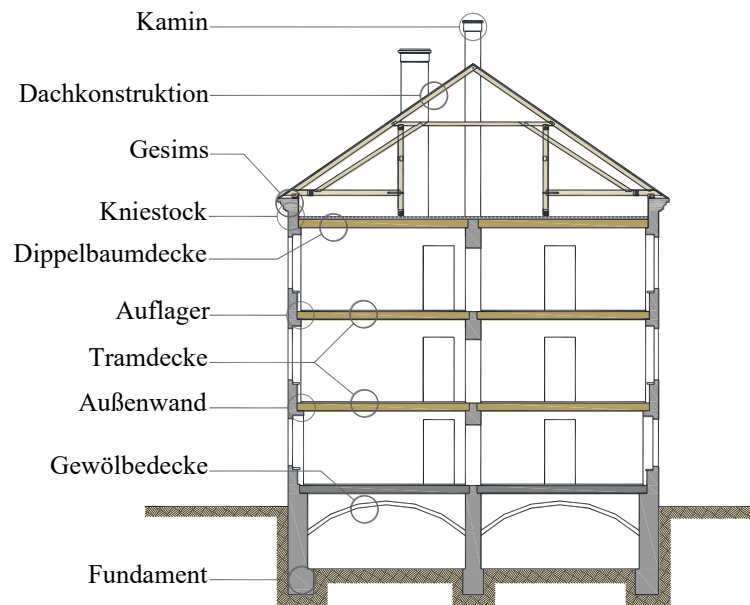 Kamin
Dachkonstruktion
Gesims
Kniestock
Dippelbaumdecke
Auflager
Tramdecke
Außenwand
Gewölbedecke
Fundament